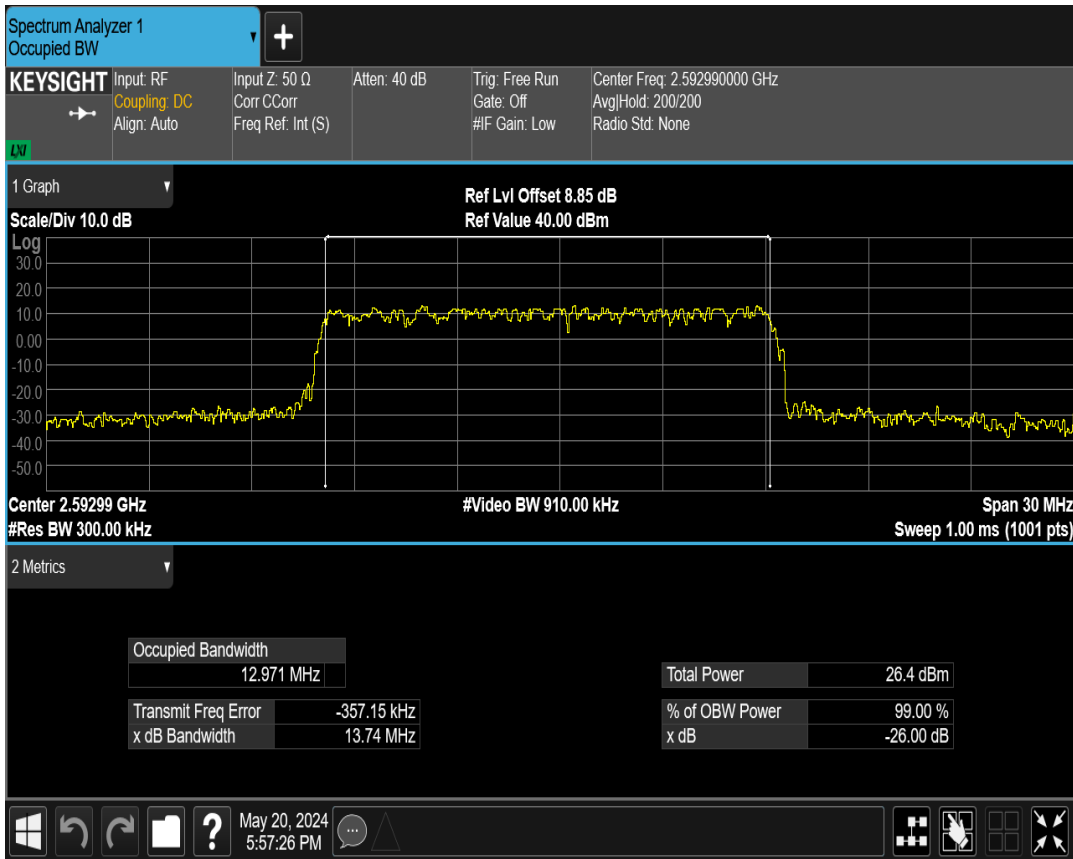 Spectrum Analyzer 1
Occupied BW
KEYSIGHT
LXI
Input: RF
Coupling: DC
Align: Auto
Input Z: 50 Ω
Corr CCorr
Freq Ref: Int (S)
Atten: 40 dB
Trig: Free Run
Gate: Off
#IF Gain: Low
Center Freq: 2.592990000 GHz
Avg|Hold: 200/200
Radio Std: None
1 Graph
Scale/Div 10.0 dB
Ref Lvl Offset 8.85 dB
Ref Value 40.00 dBm
Log
30.0
20.0
10.0
0.00
-10.0
-20.0
-30.0
-40.0
-50.0
Center 2.59299 GHz
#Res BW 300.00 kHz
#Video BW 910.00 kHz
Span 30 MHz
Sweep 1.00 ms (1001 pts)
2 Metrics
Occupied Bandwidth
12.971 MHz
Transmit Freq Error -357.15 kHz
x dB Bandwidth 13.74 MHz
Total Power 26.4 dBm
% of OBW Power 99.00 %
x dB -26.00 dB
May 20, 2024
5:57:26 PM